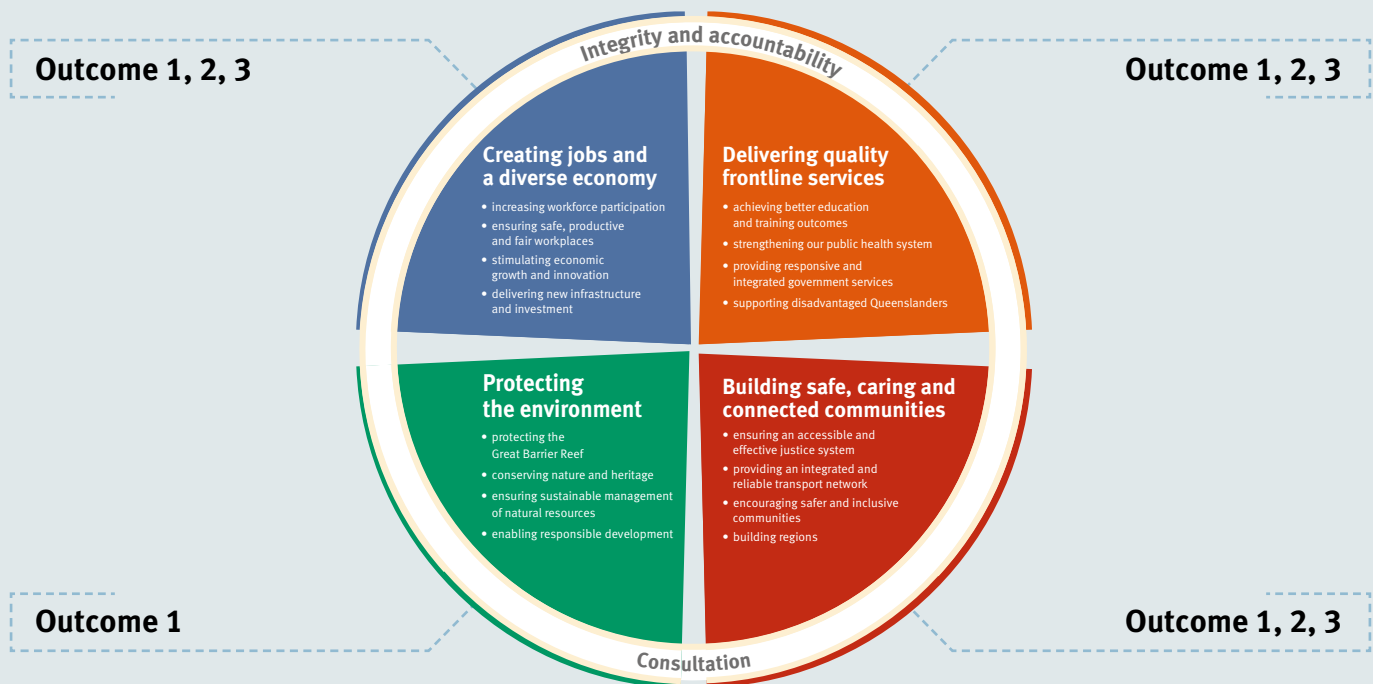 Integrity and accountability
Outcome 1, 2, 3
Outcome 1, 2, 3
Creating jobs and
a diverse economy
• increasing workforce participation
• ensuring safe, productive
and fair workplaces
• stimulating economic
growth and innovation
• delivering new infrastructure
and investment
Delivering quality
frontline services
• achieving better education
and training outcomes
• strengthening our public health system
• providing responsive and
integrated government services
• supporting disadvantaged Queenslanders
Protecting
the environment
• protecting the
Great Barrier Reef
• conserving nature and heritage
• ensuring sustainable management
of natural resources
• enabling responsible development
Building safe, caring and
connected communities
• ensuring an accessible and
effective justice system
• providing an integrated and
reliable transport network
• encouraging safer and inclusive
communities
• building regions
Outcome 1
Outcome 1, 2, 3
Consultation